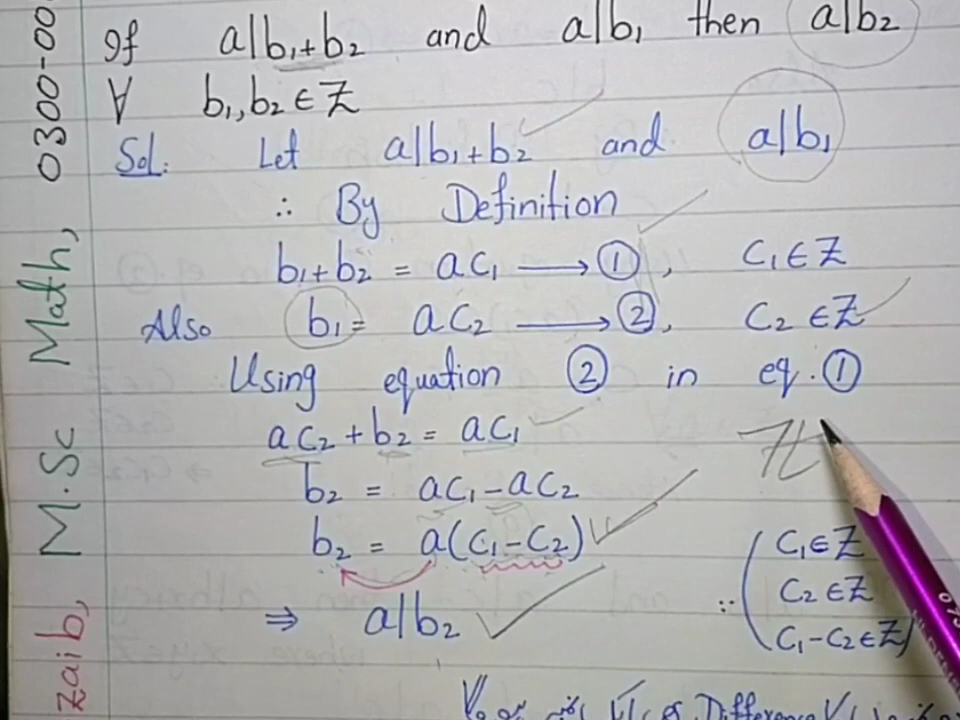 If a|b₁+b₂ and a|b₁ then a|b₂
∀ b₁,b₂ ∈ Z
Sol: Let a|b₁+b₂ and a|b₁
∴ By Definition
b₁+b₂ = ac₁ ⟶ ①, c₁ ∈ Z
Also b₁ = ac₂ ⟶ ②, c₂ ∈ Z
Using equation ② in eq. ①
ac₂+b₂ = ac₁
b₂ = ac₁-ac₂
b₂ = a(c₁-c₂)
⇒ a|b₂
∵ (c₁ ∈ Z
c₂ ∈ Z
c₁-c₂ ∈ Z)
Difference
zaib, M.Sc Math, 0300-00